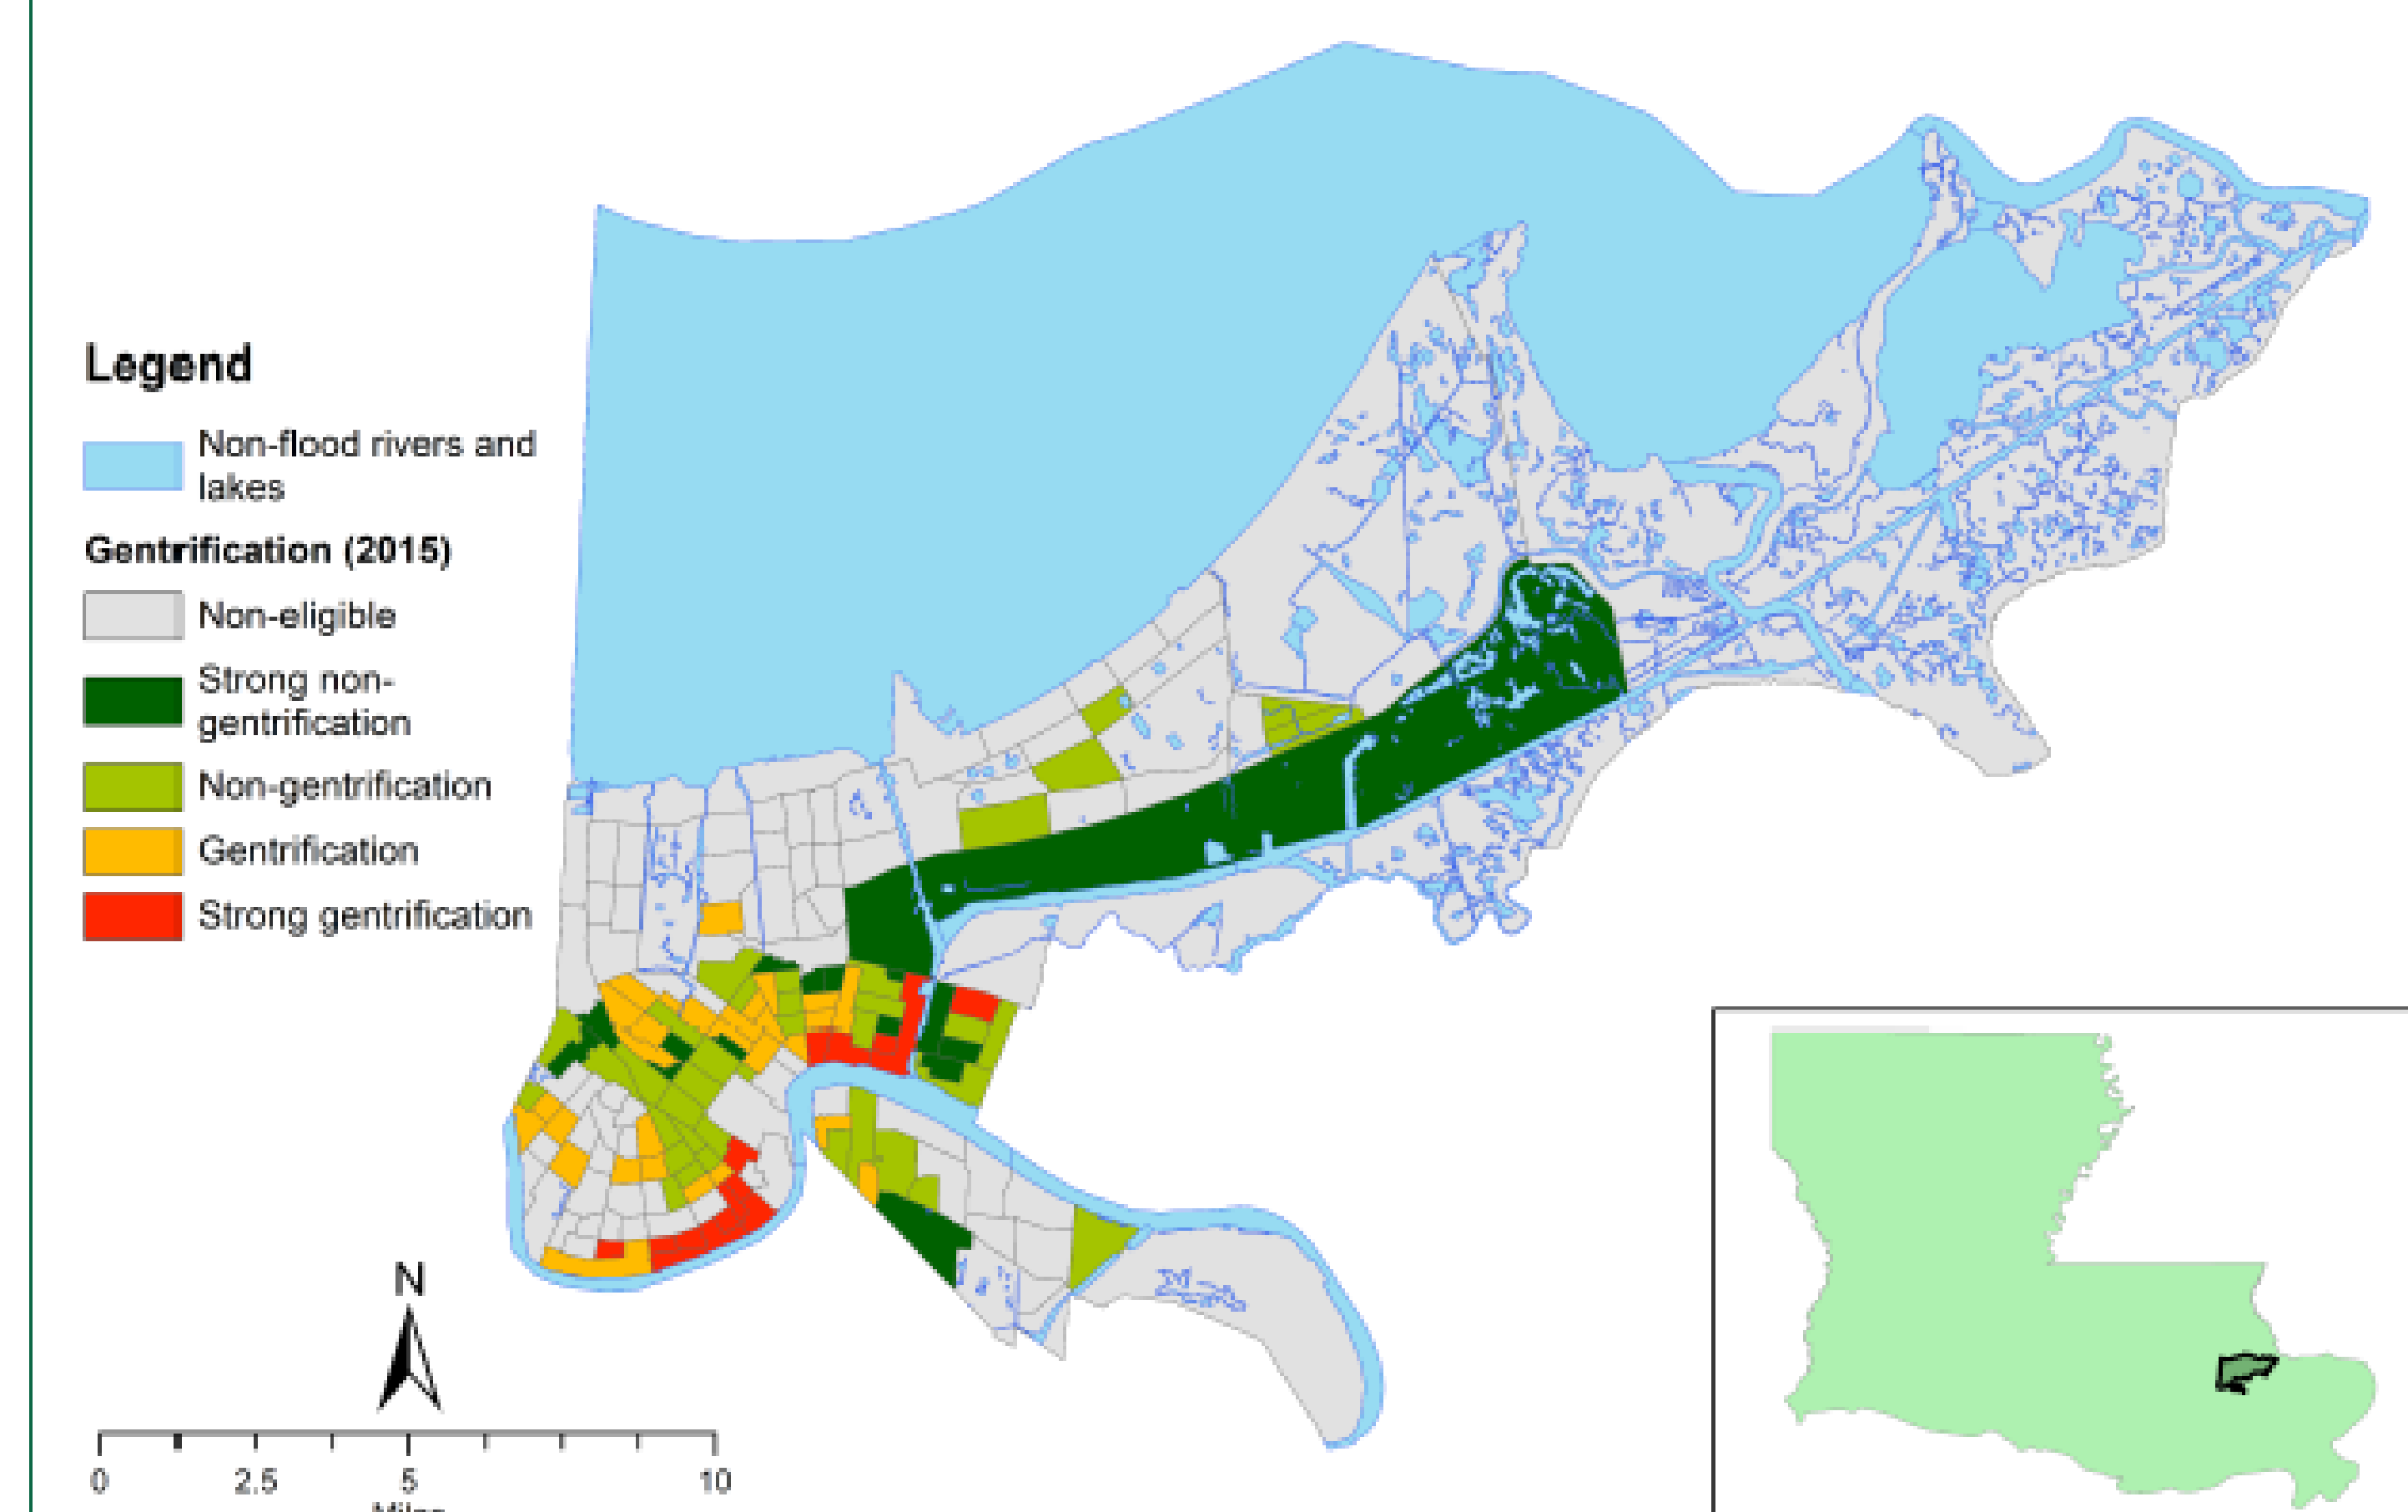 Legend
Non-flood rivers and
lakes
Gentrification (2015)
Non-eligible
Strong non-
gentrification
Non-gentrification
Gentrification
Strong gentrification
N
0 2.5 5 10
Miles